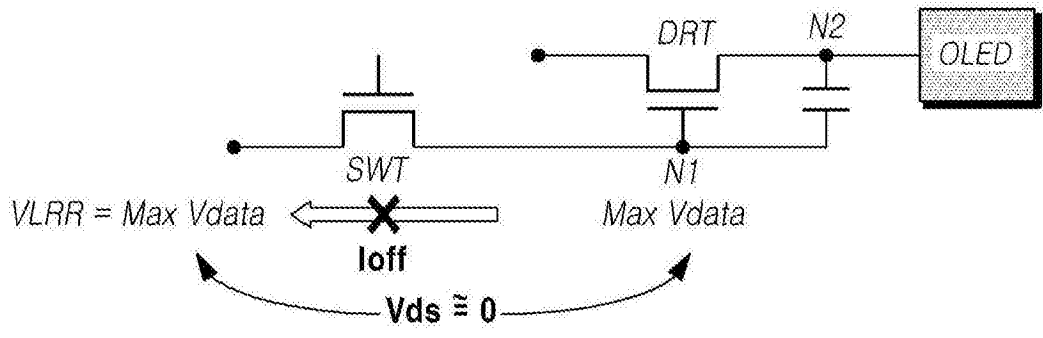 DRT
N2
OLED
SWT
N1
VLRR = Max Vdata
Max Vdata
Ioff
Vds ≅ 0